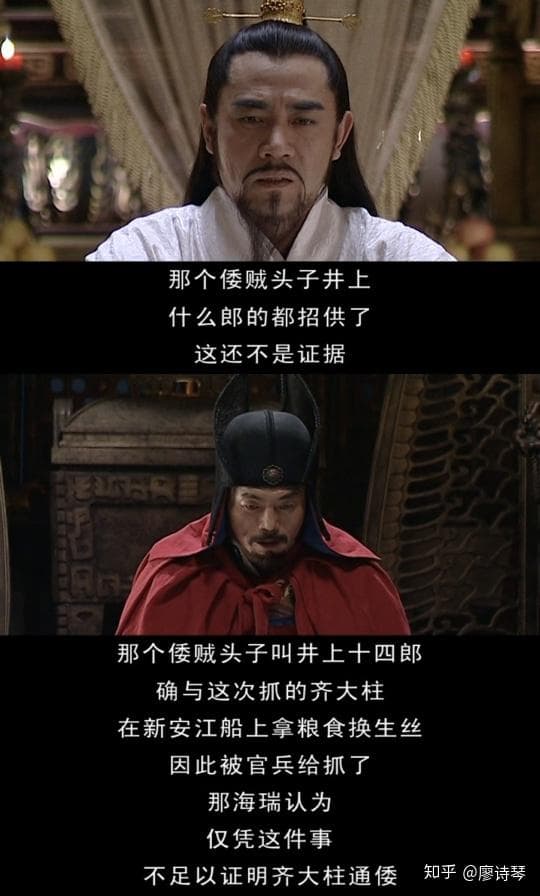 那个倭贼头子井上
什么郎的都招供了
这还不是证据
那个倭贼头子叫井上十四郎
确与这次抓的齐大柱
在新安江船上拿粮食换生丝
因此被官兵给抓了
那海瑞认为
仅凭这件事
不足以证明齐大柱通倭
知乎 @廖诗琴